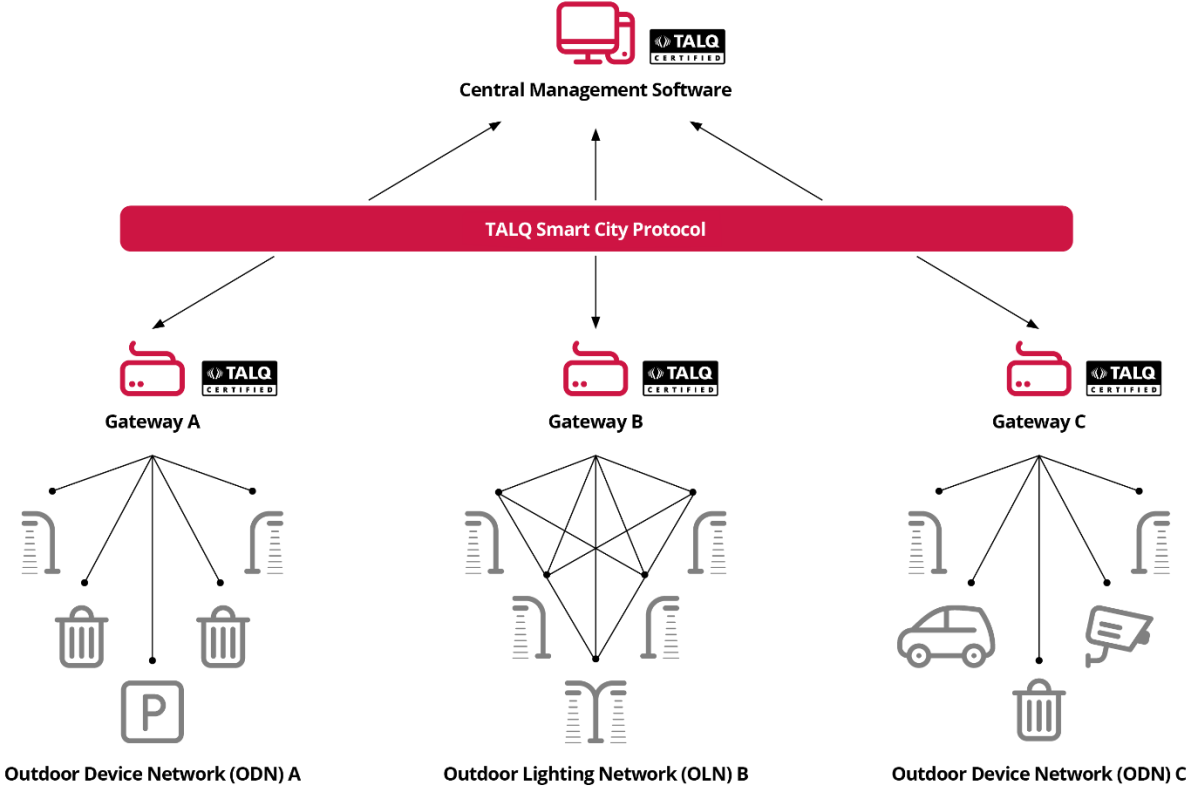 TALQ
CERTIFIED
Central Management Software
TALQ Smart City Protocol
TALQ
CERTIFIED
Gateway A
TALQ
CERTIFIED
Gateway B
TALQ
CERTIFIED
Gateway C
P
Outdoor Device Network (ODN) A
Outdoor Lighting Network (OLN) B
Outdoor Device Network (ODN) C